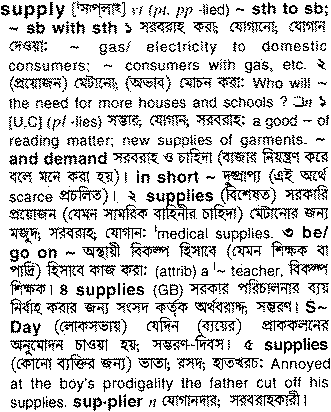 supply [সাপ্লাই] vt (pt, pp -lied) ~ sth to sb;
~ sb with sth ১ সরবরাহ করা; যোগানো; যোগান
দেওয়া: ~ gas/ electricity to domestic
consumers; ~ consumers with gas, etc. ২
(প্রয়োজন) মেটানো; (অভাব) মোচন করা: Who will ~
the need for more houses and schools ? □n ১
[U,C] (pl -lies) সম্ভার, যোগান, সরবরাহ: a good ~ of
reading matter; new supplies of garments. ~
and demand সরবরাহ ও চাহিদা (বাজার নিয়ন্ত্রণ করে
বলে মনে করা হয়)। in short ~ দুষ্প্রাপ্য (এই অর্থে
scarce প্রচলিত)। ২ supplies (বিশেষত) সরকারি
প্রয়োজন (যেমন সামরিক বাহিনীর চাহিদা) মেটানোর জন্য
মজুদ; সরবরাহ; যোগান: ˈmedical supplies. ৩ be/
go on ~ অস্থায়ী বিকল্প হিসাবে (যেমন শিক্ষক বা
পাদ্রি) হিসাবে কাজ করা: (attrib) a ˈ~ teacher, বিকল্প
শিক্ষক। ৪ supplies (GB) সরকার পরিচালনার ব্যয়
নির্বাহ করার জন্য সংসদ কর্তৃক অর্থবরাদ্দ, সম্ভরণ। S~
Day (লোকসভায়) যেদিন (ব্যয়ের) প্রাক্কলনের
অনুমোদন চাওয়া হয়; সম্ভরণ-দিবস। ৫ supplies
(কোনো ব্যক্তির জন্য) ভাতা; রসদ; হাতখরচ: Annoyed
at the boy's prodigality the father cut off his
supplies. sup·plier n যোগানদার; সরবরাহকারী।